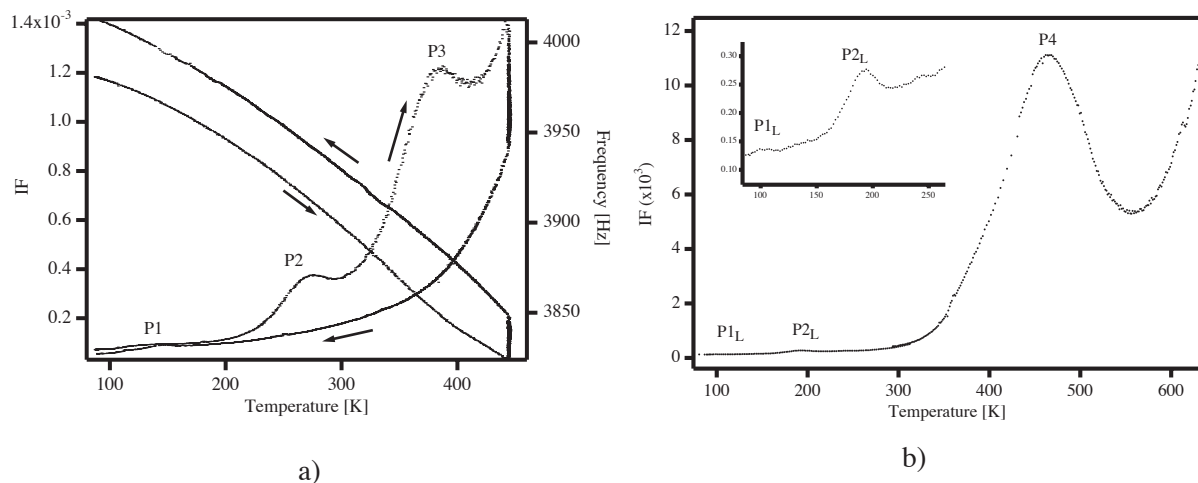 1.4x10⁻³
1.2
1.0
0.8
0.6
0.4
0.2
IF
P1
P2
P3
4000
3950
3900
3850
Frequency [Hz]
100
200
300
400
Temperature [K]
a)
12
10
8
6
4
2
0
IF (x10³)
0.30
0.25
0.20
0.15
0.10
P1L
P2L
100
150
200
250
P4
P1L
P2L
100
200
300
400
500
600
Temperature [K]
b)